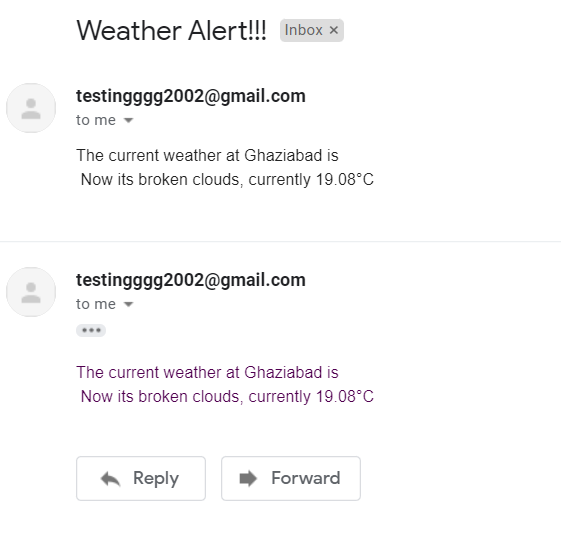 Weather Alert!!! Inbox ×
testingggg2002@gmail.com
to me
The current weather at Ghaziabad is
Now its broken clouds, currently 19.08°C
testingggg2002@gmail.com
to me
•••
The current weather at Ghaziabad is
Now its broken clouds, currently 19.08°C
Reply Forward